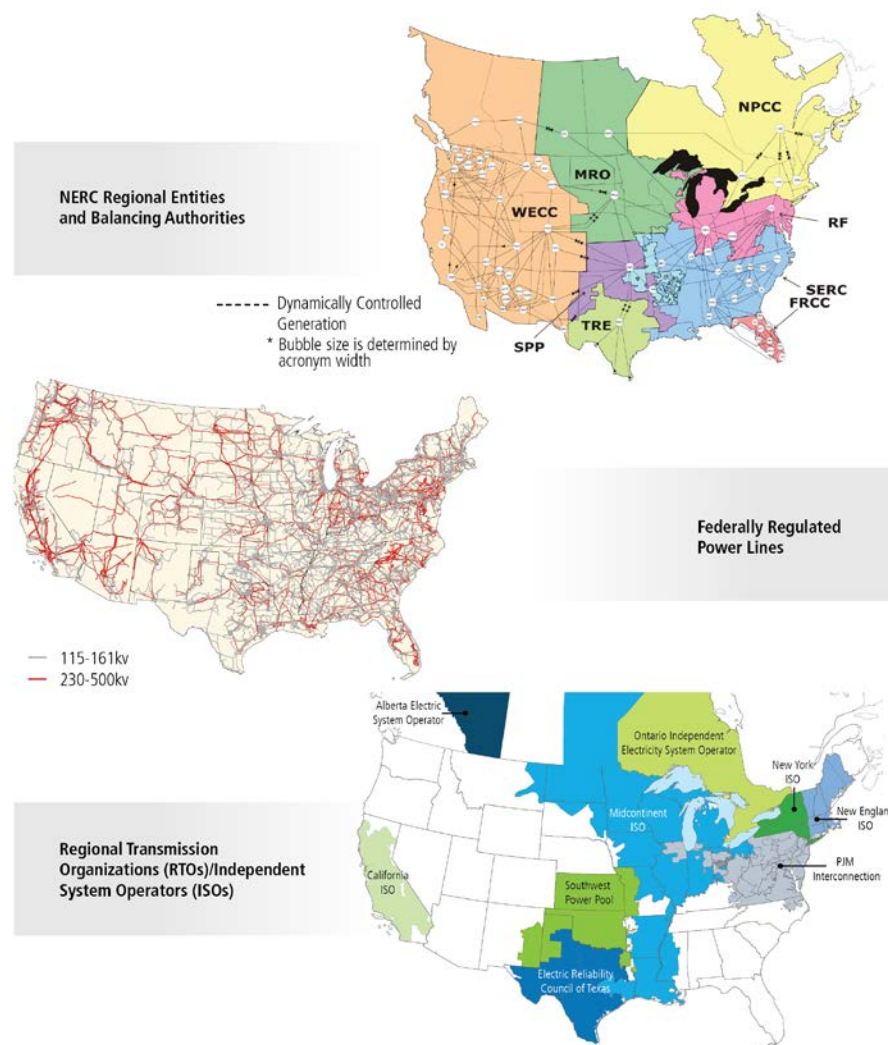 NPCC
MRO
WECC
RF
SERC
FRCC
TRE
SPP
NERC Regional Entities
and Balancing Authorities
Dynamically Controlled
Generation
* Bubble size is determined by
acronym width
Federally Regulated
Power Lines
115-161kv
230-500kv
Alberta Electric
System Operator
Ontario Independent
Electricity System Operator
New York
ISO
Midcontinent
ISO
New England
ISO
PJM
Interconnection
Regional Transmission
Organizations (RTOs)/Independent
System Operators (ISOs)
California
ISO
Southwest
Power Pool
Electric Reliability
Council of Texas